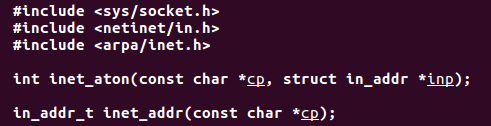 #include <sys/socket.h>
#include <netinet/in.h>
#include <arpa/inet.h>
int inet_aton(const char *cp, struct in_addr *inp);
in_addr_t inet_addr(const char *cp);